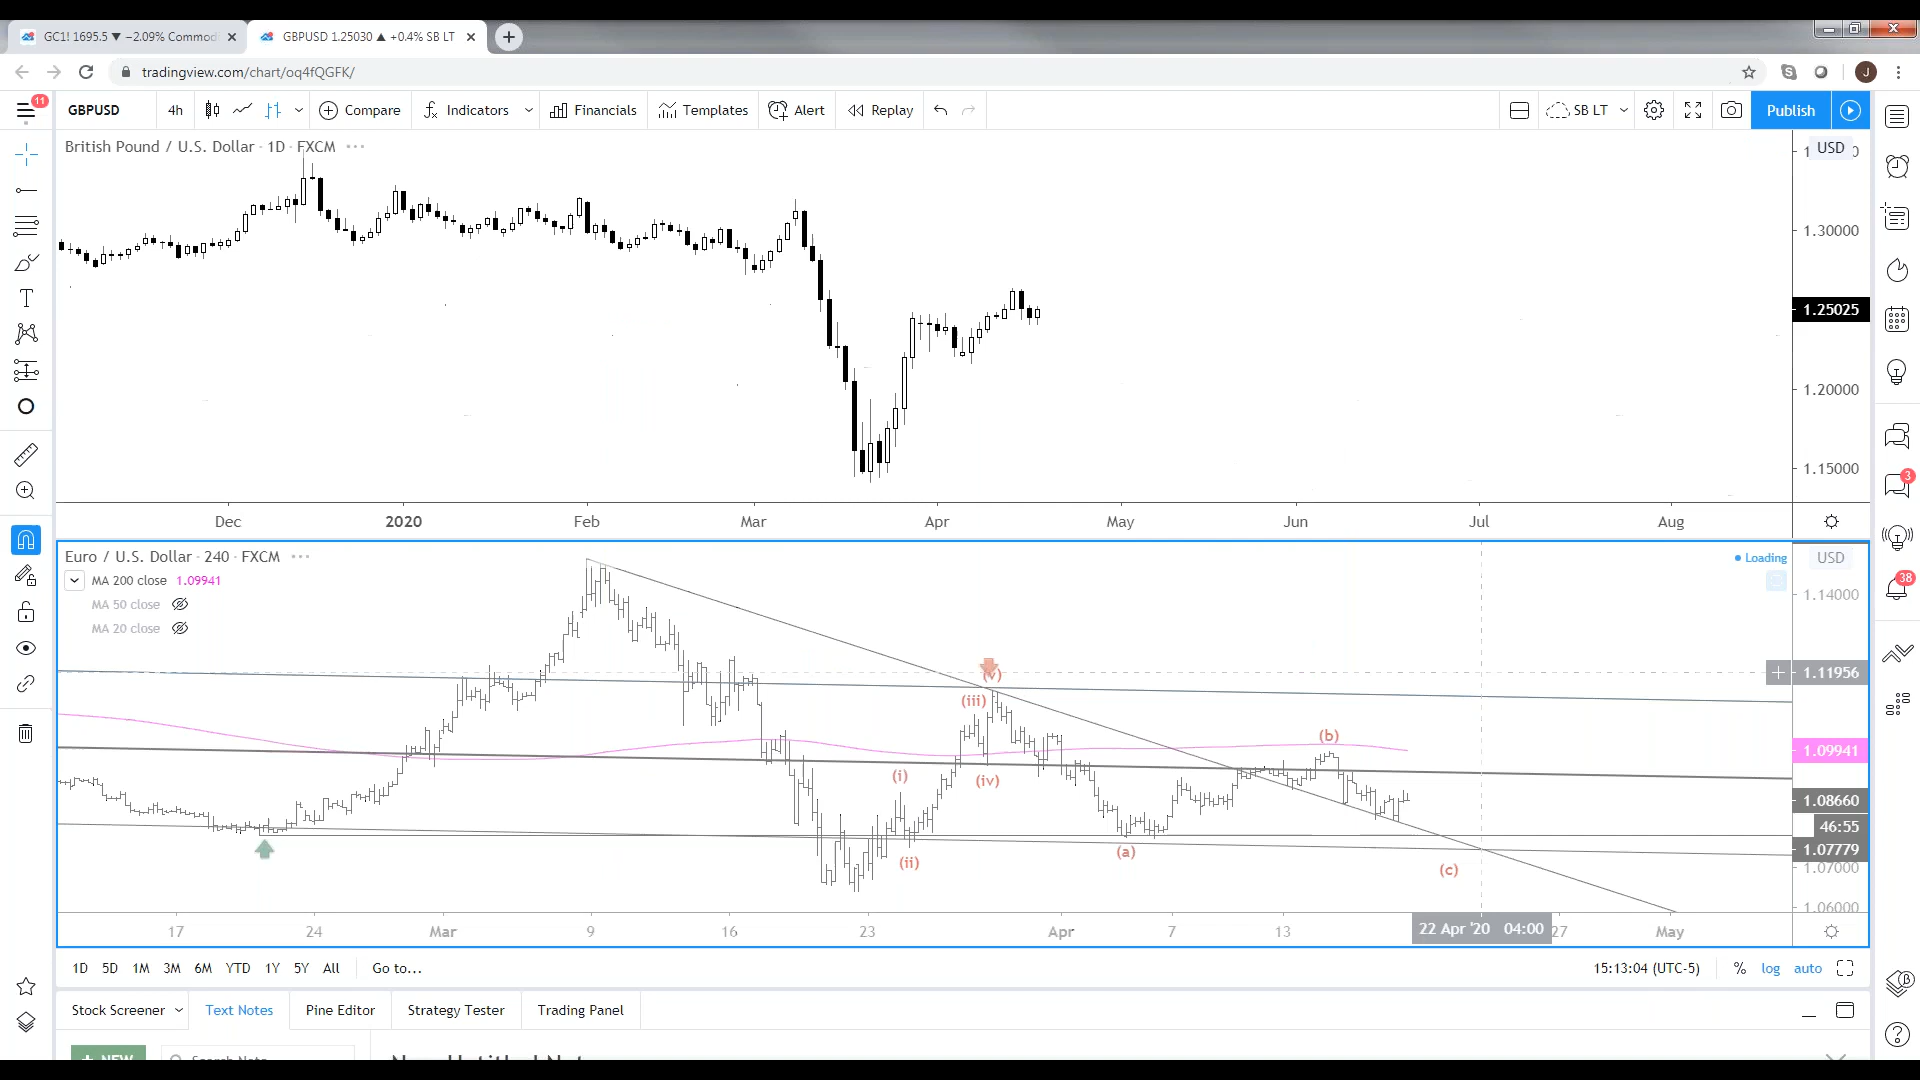 GC1! 1695.5 ▼ −2.09% Commod
GBPUSD 1.25030 ▲ +0.4% SB LT
tradingview.com/chart/oq4fQGFK/
J
11
GBPUSD
4h
Compare
Indicators
Financials
Templates
Alert
Replay
SB LT
Publish
British Pound / U.S. Dollar · 1D · FXCM
USD
1.30000
1.25025
1.20000
1.15000
Dec 2020 Feb Mar Apr May Jun Jul Aug
3
38
Euro / U.S. Dollar · 240 · FXCM
Loading
USD
MA 200 close 1.09941
MA 50 close
MA 20 close
1.14000
(v)
1.11956
(iii)
(b)
1.09941
(i)
(iv)
1.08660
46:55
(a)
1.07779
(ii)
(c)
1.07000
1.06000
17 24 Mar 9 16 23 Apr 7 13 22 Apr '20 04:00 27 May
1D 5D 1M 3M 6M YTD 1Y 5Y All Go to...
15:13:04 (UTC-5) % log auto
Stock Screener Text Notes Pine Editor Strategy Tester Trading Panel